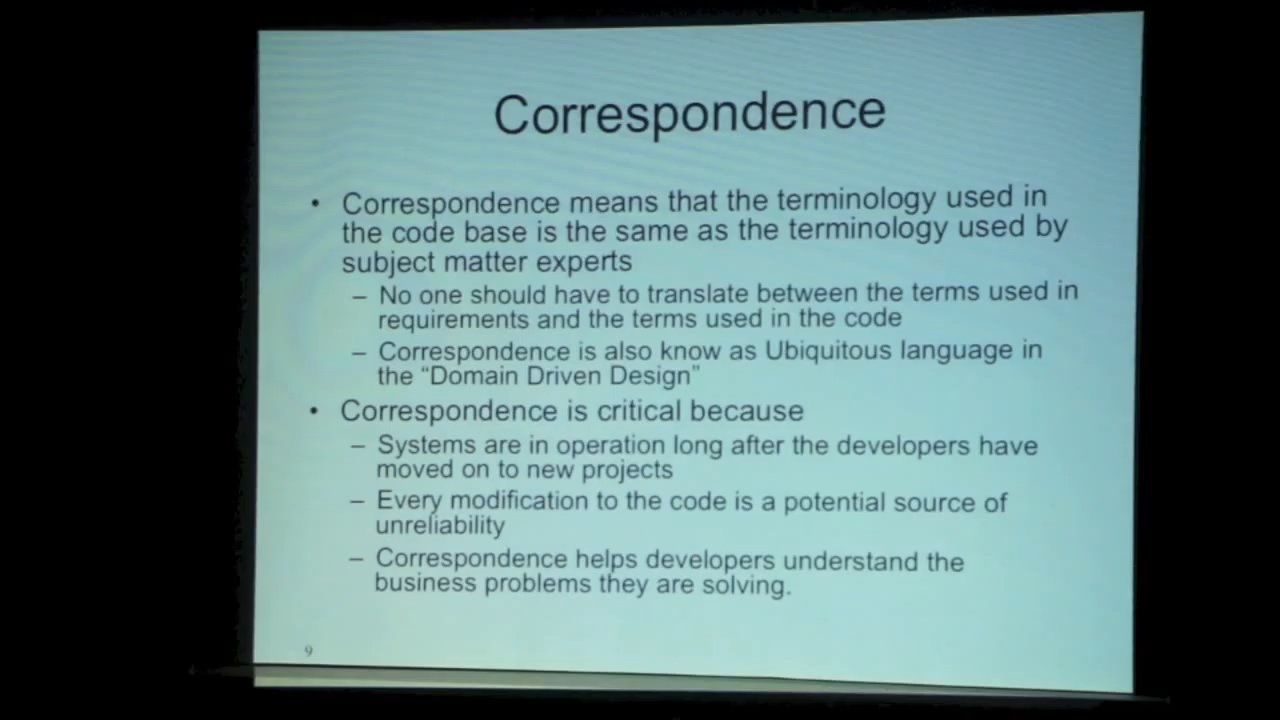 Correspondence
• Correspondence means that the terminology used in
the code base is the same as the terminology used by
subject matter experts
– No one should have to translate between the terms used in
requirements and the terms used in the code
– Correspondence is also know as Ubiquitous language in
the “Domain Driven Design”
• Correspondence is critical because
– Systems are in operation long after the developers have
moved on to new projects
– Every modification to the code is a potential source of
unreliability
– Correspondence helps developers understand the
business problems they are solving.
9